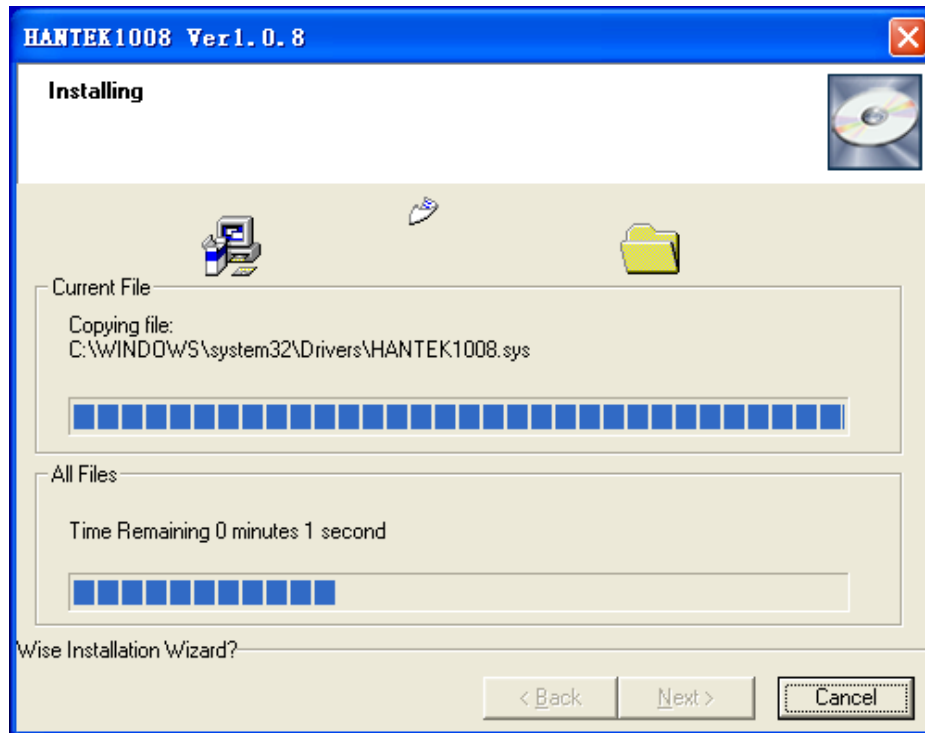 HANTEK1008 Ver1.0.8
Installing
Current File
Copying file:
C:\WINDOWS\system32\Drivers\HANTEK1008.sys
All Files
Time Remaining 0 minutes 1 second
Wise Installation Wizard?
< Back
Next >
Cancel